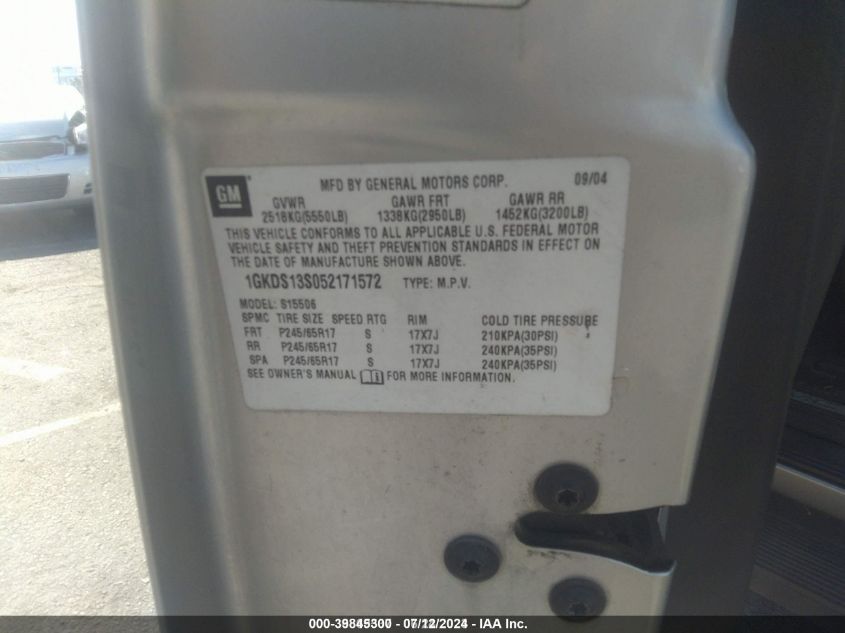 GM
MFD BY GENERAL MOTORS CORP. 09/04
GVWR GAWR FRT GAWR RR
2518KG(5550LB) 1338KG(2950LB) 1452KG(3200LB)
THIS VEHICLE CONFORMS TO ALL APPLICABLE U.S. FEDERAL MOTOR
VEHICLE SAFETY AND THEFT PREVENTION STANDARDS IN EFFECT ON
THE DATE OF MANUFACTURE SHOWN ABOVE.
1GKDS13S052171572 TYPE: M.P.V.
MODEL: S15506
SPMC TIRE SIZE SPEED RTG RIM COLD TIRE PRESSURE
FRT P245/65R17 S 17X7J 210KPA(30PSI)
RR P245/65R17 S 17X7J 240KPA(35PSI)
SPA P245/65R17 S 17X7J 240KPA(35PSI)
SEE OWNER'S MANUAL FOR MORE INFORMATION.
000-39845300 - 07/12/2024 - IAA Inc.